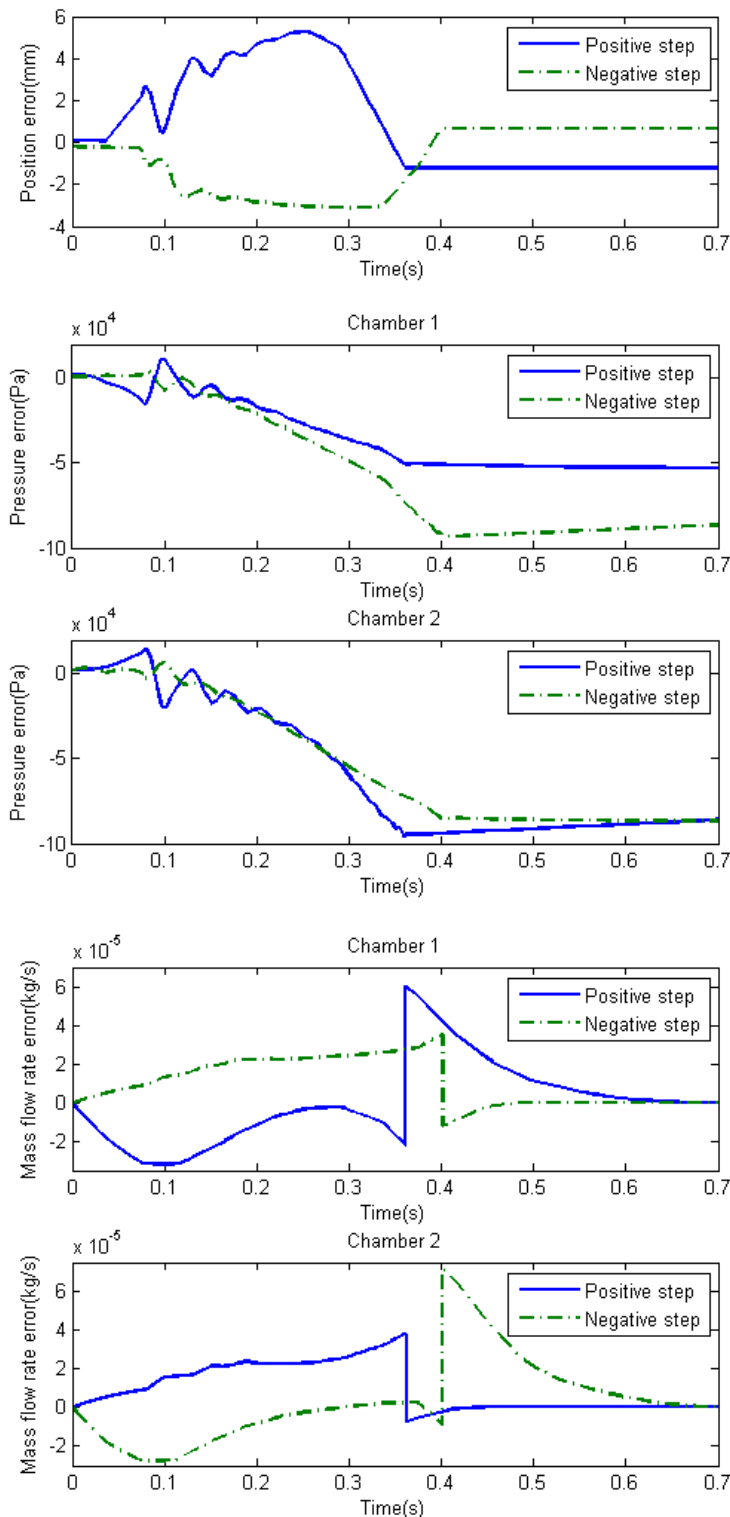 6
4
2
0
-2
-4
Position error(mm)
Positive step
Negative step
0 0.1 0.2 0.3 0.4 0.5 0.6 0.7
Time(s)
x 10^4
Chamber 1
0
-5
-10
Pressure error(Pa)
Positive step
Negative step
0 0.1 0.2 0.3 0.4 0.5 0.6 0.7
Time(s)
x 10^4
Chamber 2
0
-5
-10
Pressure error(Pa)
Positive step
Negative step
0 0.1 0.2 0.3 0.4 0.5 0.6 0.7
Time(s)
x 10^-5
Chamber 1
6
4
2
0
-2
Mass flow rate error(kg/s)
Positive step
Negative step
0 0.1 0.2 0.3 0.4 0.5 0.6 0.7
Time(s)
x 10^-5
Chamber 2
6
4
2
0
-2
Mass flow rate error(kg/s)
Positive step
Negative step
0 0.1 0.2 0.3 0.4 0.5 0.6 0.7
Time(s)